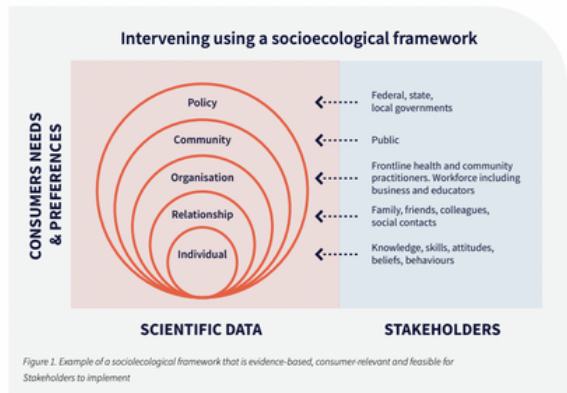 Intervening using a socioecological framework
CONSUMERS NEEDS
& PREFERENCES
Policy
Federal, state,
local governments
Community
Public
Organisation
Frontline health and community
practitioners. Workforce including
business and educators
Relationship
Family, friends, colleagues,
social contacts
Individual
Knowledge, skills, attitudes,
beliefs, behaviours
SCIENTIFIC DATA
STAKEHOLDERS
Figure 1. Example of a sociolecological framework that is evidence-based, consumer-relevant and feasible for
Stakeholders to implement